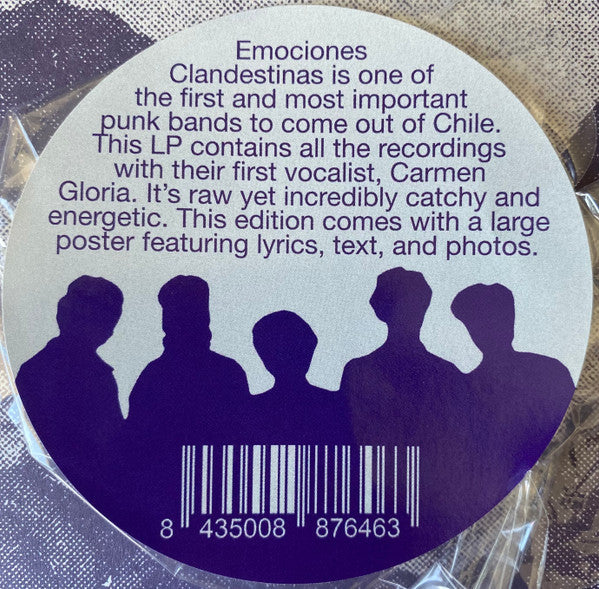 Emociones
Clandestinas is one of
the first and most important
punk bands to come out of Chile.
This LP contains all the recordings
with their first vocalist, Carmen
Gloria. It's raw yet incredibly catchy and
energetic. This edition comes with a large
poster featuring lyrics, text, and photos.
8 435008 876463